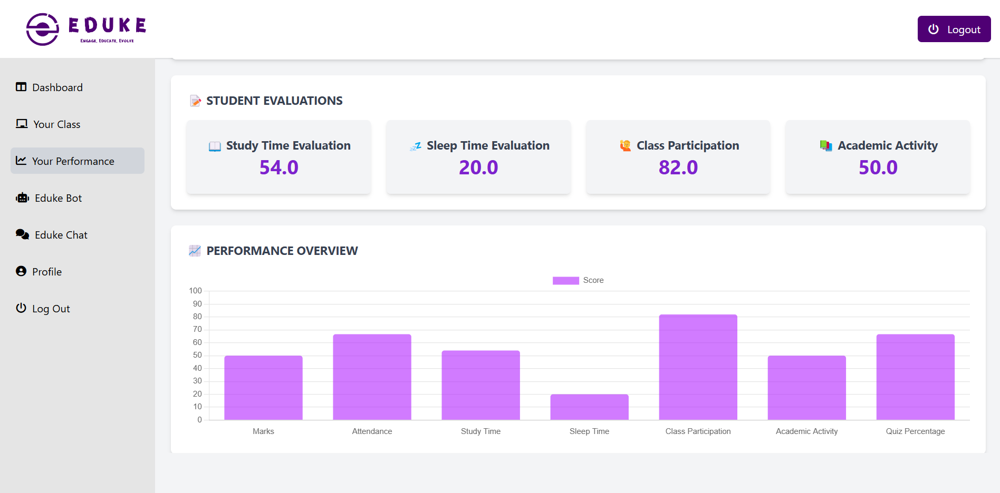 EDUKE
Engage, Educate, Evolve
Logout
Dashboard
Your Class
Your Performance
Eduke Bot
Eduke Chat
Profile
Log Out
STUDENT EVALUATIONS
Study Time Evaluation
54.0
Sleep Time Evaluation
20.0
Class Participation
82.0
Academic Activity
50.0
PERFORMANCE OVERVIEW
Score
100
90
80
70
60
50
40
30
20
10
0
Marks
Attendance
Study Time
Sleep Time
Class Participation
Academic Activity
Quiz Percentage